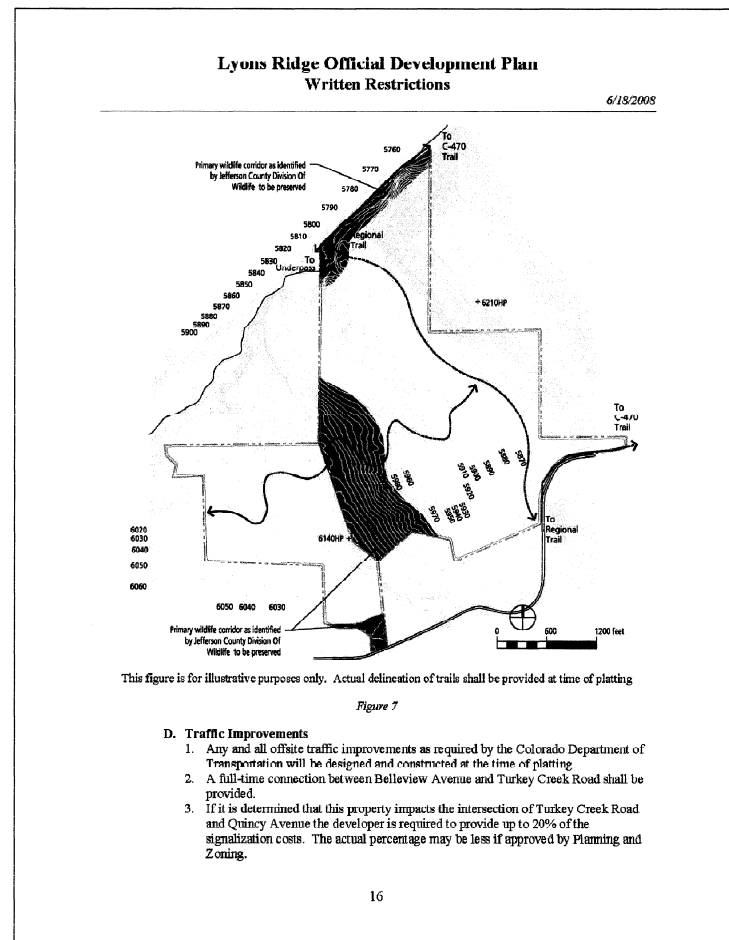 Lyons Ridge Official Development Plan
Written Restrictions
6/18/2008
To
C-470
Trail
5760
Primary wildlife corridor as identified
by Jefferson County Division Of
Wildlife to be preserved
5770
5780
5790
5800
5810
5820
5830
5840
5850
5860
5870
5880
5890
5900
Regional
Trail
To
Underpass
+6210HP
To
C-470
Trail
5870
5880
5890
5900
5910
5920
5930
5940
5950
5960
5970
5990
6140HP +
To
Regional
Trail
6020
6030
6040
6050
6060
6050 6040 6030
Primary wildlife corridor as identified
by Jefferson County Division Of
Wildlife to be preserved
0 600 1200 feet
This figure is for illustrative purposes only. Actual delineation of trails shall be provided at time of platting
Figure 7
D. Traffic Improvements
1. Any and all offsite traffic improvements as required by the Colorado Department of
Transportation will be designed and constructed at the time of platting
2. A full-time connection between Belleview Avenue and Turkey Creek Road shall be
provided.
3. If it is determined that this property impacts the intersection of Turkey Creek Road
and Quincy Avenue the developer is required to provide up to 20% of the
signalization costs. The actual percentage may be less if approved by Planning and
Zoning.
16